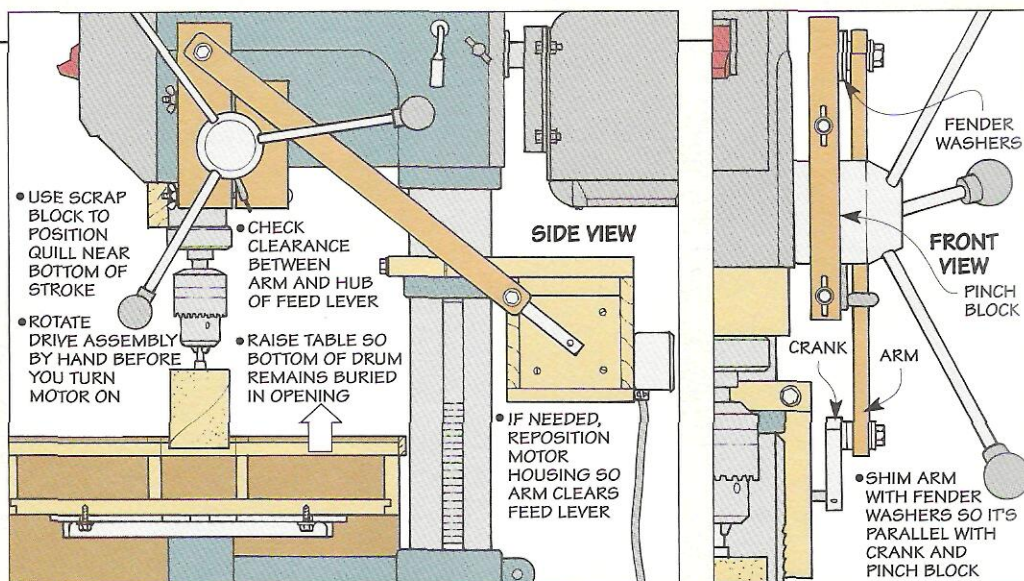 ● USE SCRAP
BLOCK TO
POSITION
QUILL NEAR
BOTTOM OF
STROKE
● ROTATE
DRIVE ASSEMBLY
BY HAND BEFORE
YOU TURN
MOTOR ON
● CHECK
CLEARANCE
BETWEEN
ARM AND HUB
OF FEED LEVER
● RAISE TABLE SO
BOTTOM OF DRUM
REMAINS BURIED
IN OPENING
SIDE VIEW
● IF NEEDED,
REPOSITION
MOTOR
HOUSING SO
ARM CLEARS
FEED LEVER
FENDER
WASHERS
FRONT
VIEW
PINCH
BLOCK
CRANK
ARM
● SHIM ARM
WITH FENDER
WASHERS SO IT'S
PARALLEL WITH
CRANK AND
PINCH BLOCK